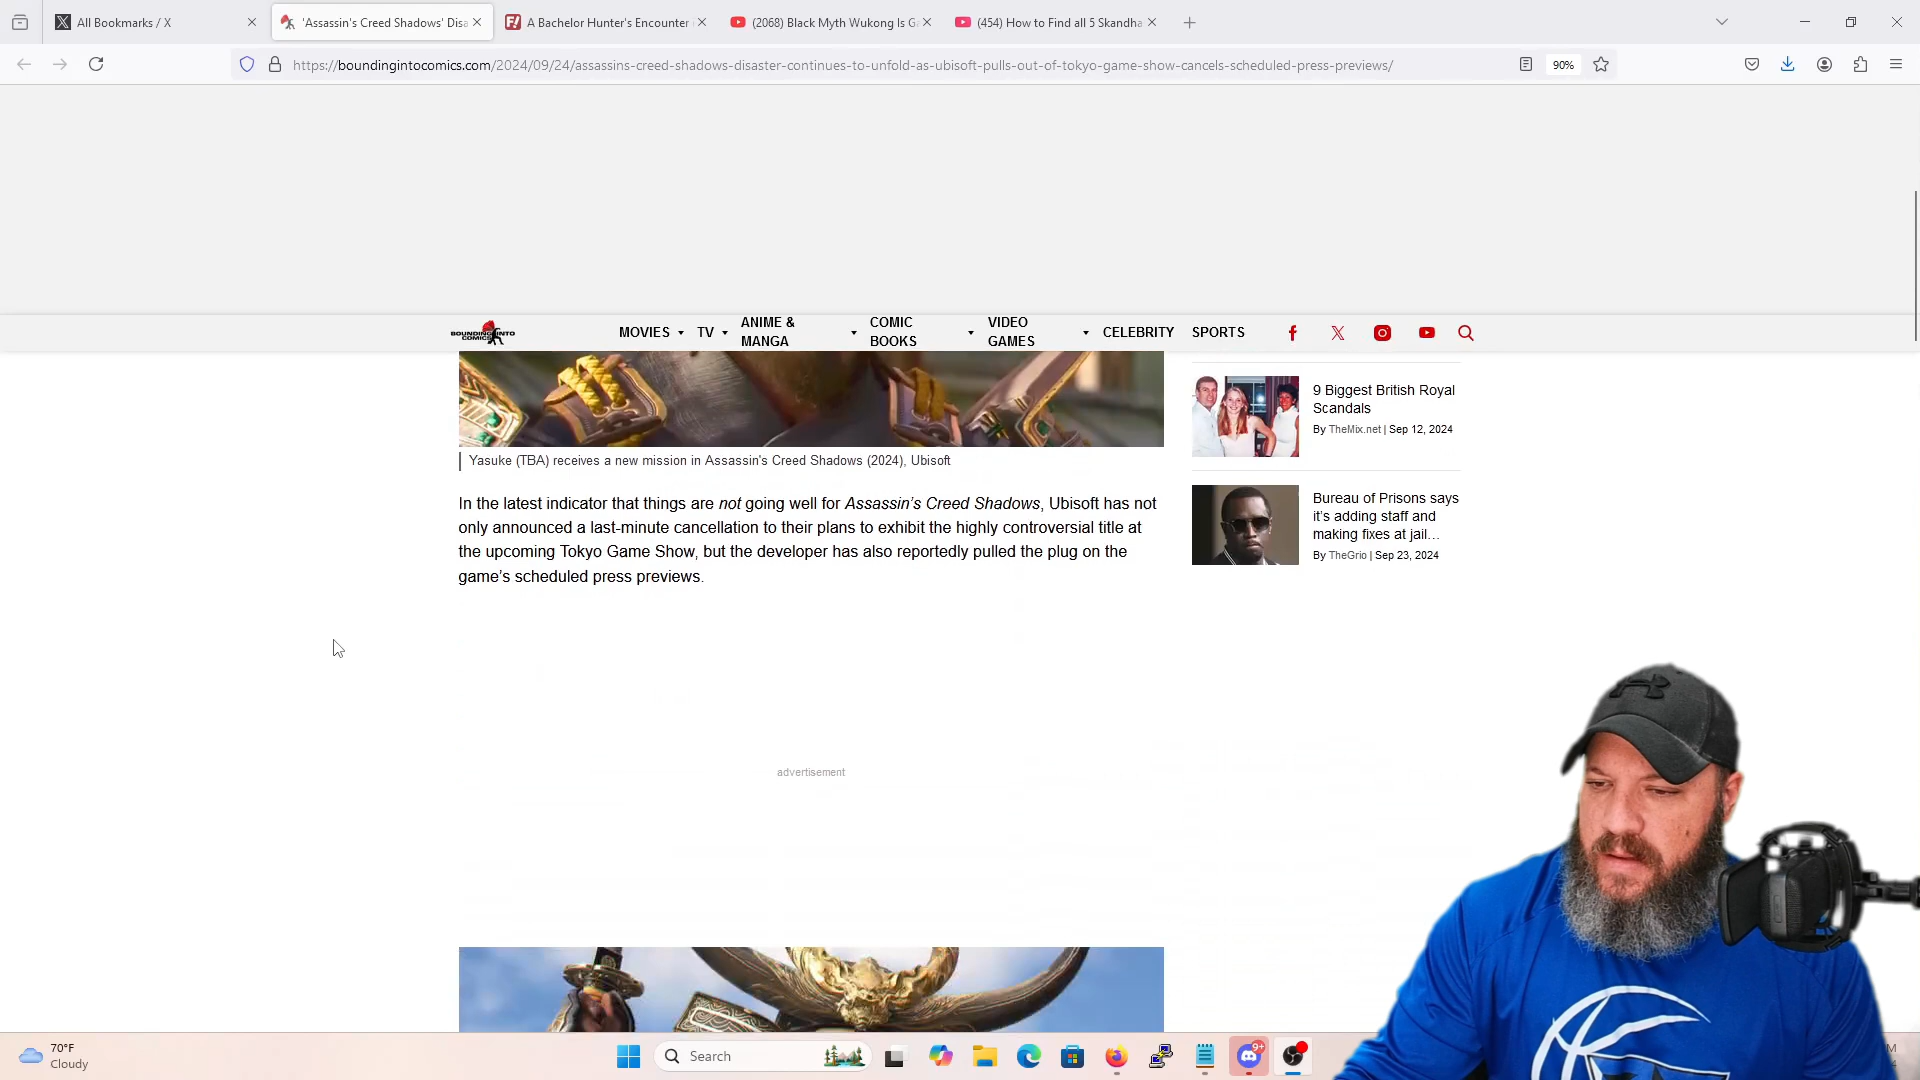 All Bookmarks / X
'Assassin's Creed Shadows' Disa
A Bachelor Hunter's Encounter
(2068) Black Myth Wukong Is G
(454) How to Find all 5 Skandha
https://boundingintocomics.com/2024/09/24/assassins-creed-shadows-disaster-continues-to-unfold-as-ubisoft-pulls-out-of-tokyo-game-show-cancels-scheduled-press-previews/
90%
BOUNDING INTO
COMICS
MOVIES
TV
ANIME &
MANGA
COMIC
BOOKS
VIDEO
GAMES
CELEBRITY
SPORTS
Yasuke (TBA) receives a new mission in Assassin's Creed Shadows (2024), Ubisoft
In the latest indicator that things are not going well for Assassin's Creed Shadows, Ubisoft has not
only announced a last-minute cancellation to their plans to exhibit the highly controversial title at
the upcoming Tokyo Game Show, but the developer has also reportedly pulled the plug on the
game's scheduled press previews.
advertisement
9 Biggest British Royal
Scandals
By TheMix.net | Sep 12, 2024
Bureau of Prisons says
it's adding staff and
making fixes at jail…
By TheGrio | Sep 23, 2024
70°F
Cloudy
Search
9+